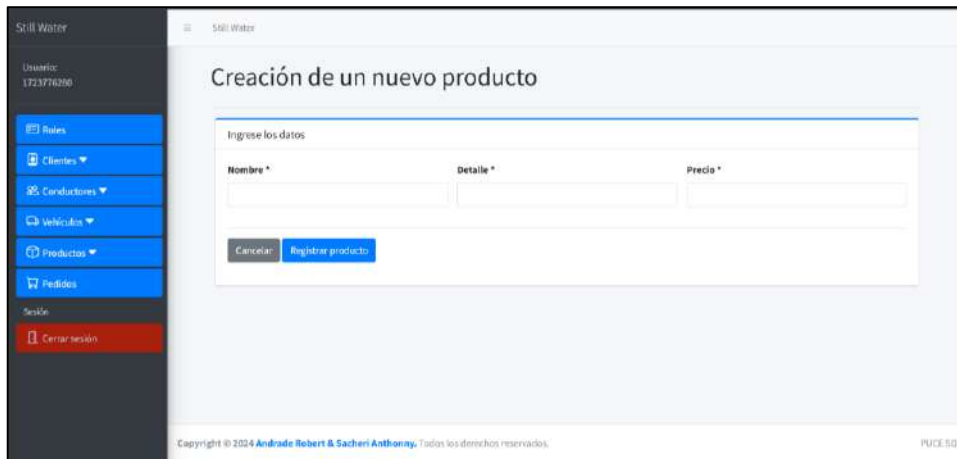 Still Water
Still Water
Usuario:
Creación de un nuevo producto
Roles
Clientes
Conductores
Vehículos
Productos
Pedidos
Sesión
Cerrar sesión
Ingrese los datos
Nombre * Detalle * Precio *
Cancelar Registrar producto
Copyright © 2024 Andrade Robert & Sacheri Anthonny. Todos los derechos reservados.
PUCE SD